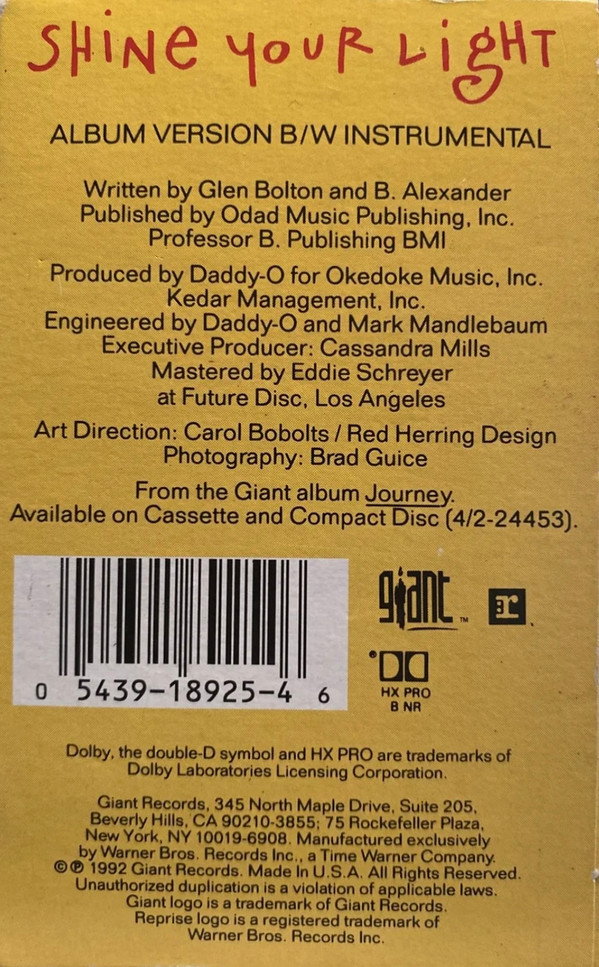 SHiNe YOUR LigHT
ALBUM VERSION B/W INSTRUMENTAL
Written by Glen Bolton and B. Alexander
Published by Odad Music Publishing, Inc.
Professor B. Publishing BMI
Produced by Daddy-O for Okedoke Music, Inc.
Kedar Management, Inc.
Engineered by Daddy-O and Mark Mandlebaum
Executive Producer: Cassandra Mills
Mastered by Eddie Schreyer
at Future Disc, Los Angeles
Art Direction: Carol Bobolts / Red Herring Design
Photography: Brad Guice
From the Giant album Journey.
Available on Cassette and Compact Disc (4/2-24453).
giant ™
r
0 5439-18925-4 6
HX PRO
B NR
Dolby, the double-D symbol and HX PRO are trademarks of
Dolby Laboratories Licensing Corporation.
Giant Records, 345 North Maple Drive, Suite 205,
Beverly Hills, CA 90210-3855; 75 Rockefeller Plaza,
New York, NY 10019-6908. Manufactured exclusively
by Warner Bros. Records Inc., a Time Warner Company.
©℗ 1992 Giant Records. Made In U.S.A. All Rights Reserved.
Unauthorized duplication is a violation of applicable laws.
Giant logo is a trademark of Giant Records.
Reprise logo is a registered trademark of
Warner Bros. Records Inc.